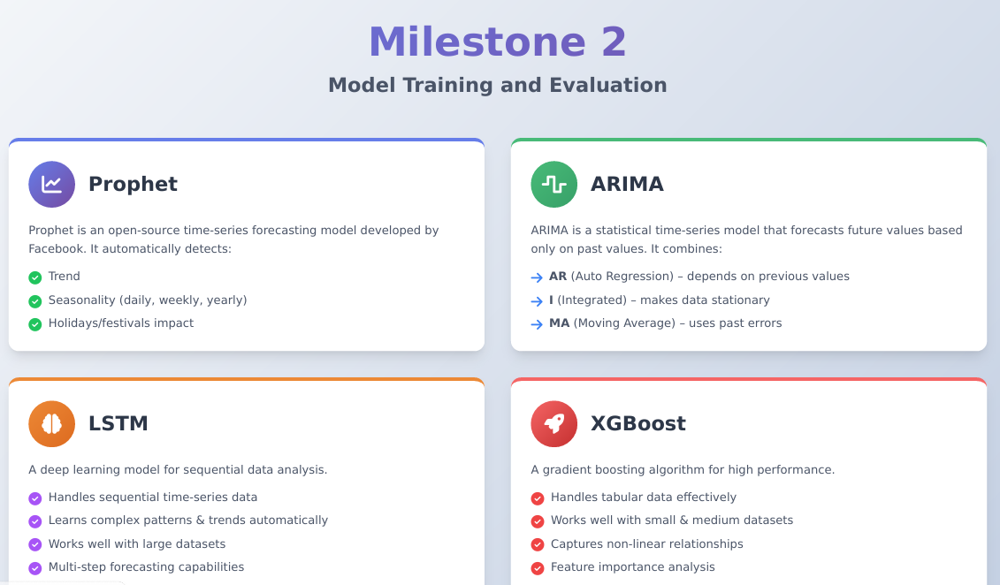 Milestone 2
Model Training and Evaluation
Prophet
Prophet is an open-source time-series forecasting model developed by
Facebook. It automatically detects:
Trend
Seasonality (daily, weekly, yearly)
Holidays/festivals impact
ARIMA
ARIMA is a statistical time-series model that forecasts future values based
only on past values. It combines:
AR (Auto Regression) – depends on previous values
I (Integrated) – makes data stationary
MA (Moving Average) – uses past errors
LSTM
A deep learning model for sequential data analysis.
Handles sequential time-series data
Learns complex patterns & trends automatically
Works well with large datasets
Multi-step forecasting capabilities
XGBoost
A gradient boosting algorithm for high performance.
Handles tabular data effectively
Works well with small & medium datasets
Captures non-linear relationships
Feature importance analysis